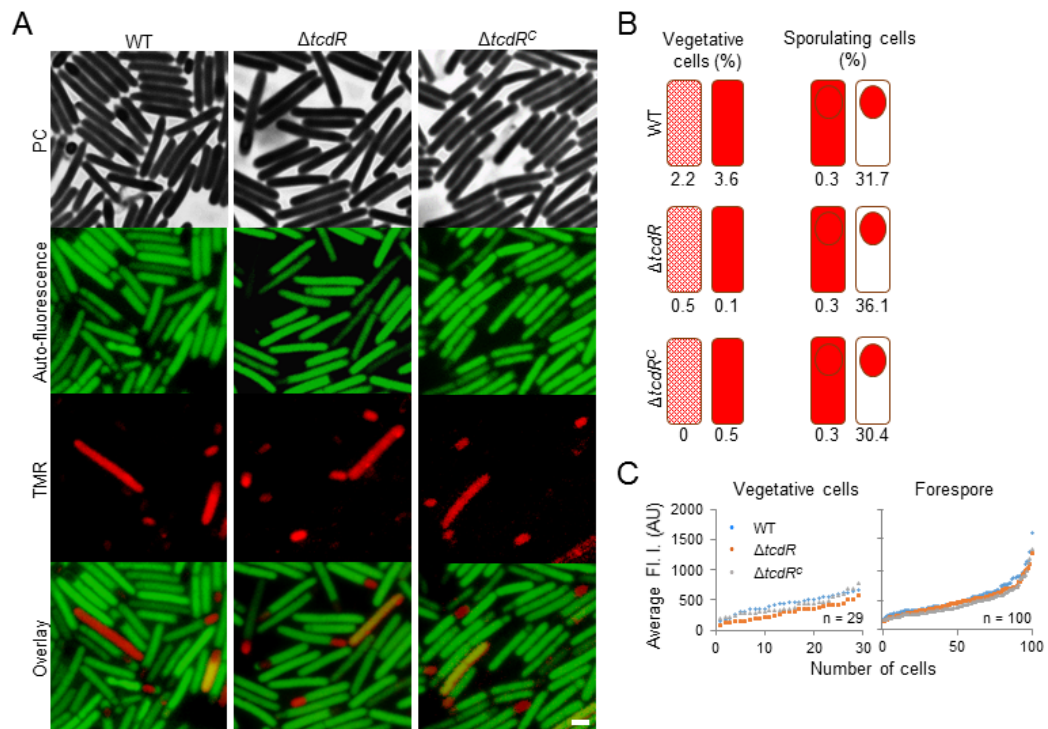 A
WT
ΔtcdR
ΔtcdRᶜ
PC
Auto-fluorescence
TMR
Overlay
B
Vegetative
cells (%)
Sporulating cells
(%)
WT
2.2 3.6 0.3 31.7
ΔtcdR
0.5 0.1 0.3 36.1
ΔtcdRᶜ
0 0.5 0.3 30.4
C
Vegetative cells
Forespore
Average Fl. I. (AU)
2000
1500
1000
500
0
WT
ΔtcdR
ΔtcdRᶜ
n = 29
n = 100
0 10 20 30
0 50 100
Number of cells